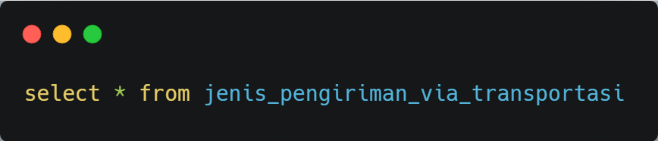 select * from jenis_pengiriman_via_transportasi